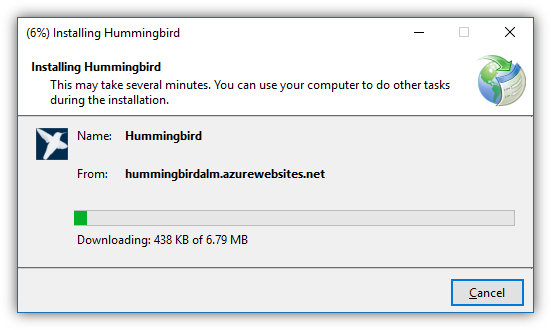 (6%) Installing Hummingbird
Installing Hummingbird
This may take several minutes. You can use your computer to do other tasks
during the installation.
Name: Hummingbird
From: hummingbirdalm.azurewebsites.net
Downloading: 438 KB of 6.79 MB
Cancel